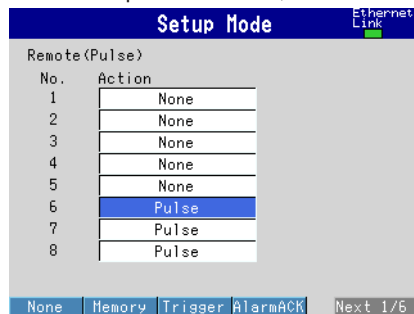 Setup Mode
Ethernet
Link
Remote(Pulse)
No. Action
1 None
2 None
3 None
4 None
5 None
6 Pulse
7 Pulse
8 Pulse
None Memory Trigger AlarmACK Next 1/6